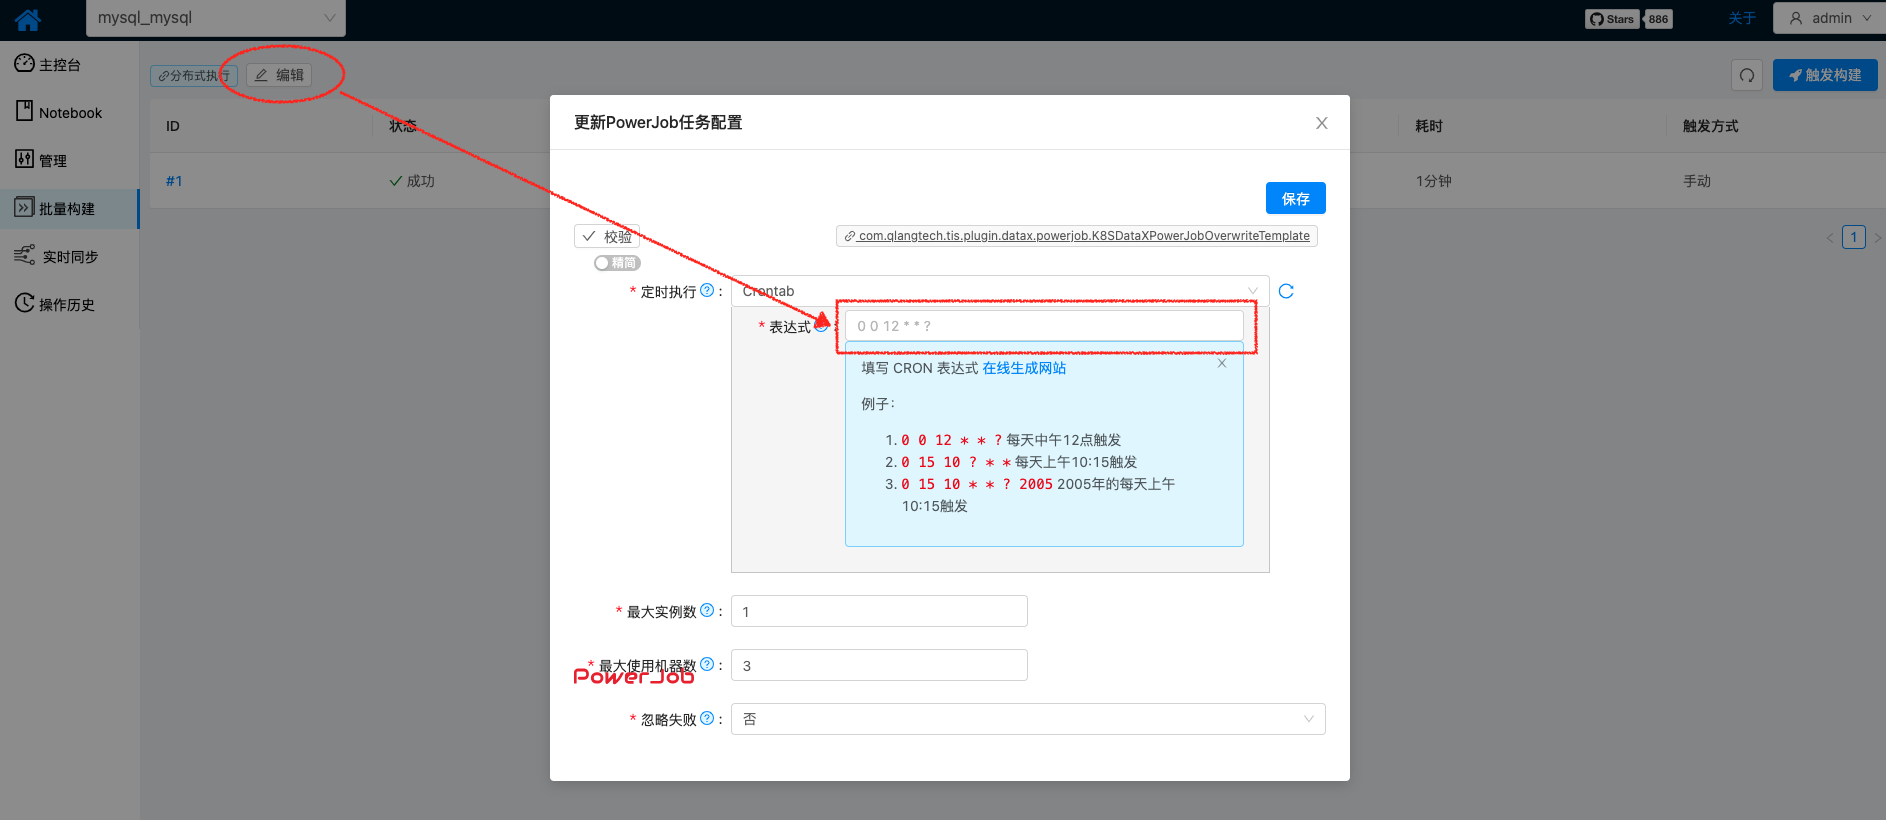 mysql_mysql
Stars 886
关于
admin
主控台
Notebook
管理
批量构建
实时同步
操作历史
分布式执行
编辑
触发构建
ID
状态
耗时
触发方式
#1
成功
1分钟
手动
1
更新PowerJob任务配置
保存
校验
com.qlangtech.tis.plugin.datax.powerjob.K8SDataXPowerJobOverwriteTemplate
精简
* 定时执行 :
Crontab
* 表达式 :
0 0 12 * * ?
填写 CRON 表达式 在线生成网站
例子:
1. 0 0 12 * * ? 每天中午12点触发
2. 0 15 10 ? * * 每天上午10:15触发
3. 0 15 10 * * ? 2005 2005年的每天上午
10:15触发
* 最大实例数 :
1
* 最大使用机器数 :
3
PowerJob
* 忽略失败 :
否